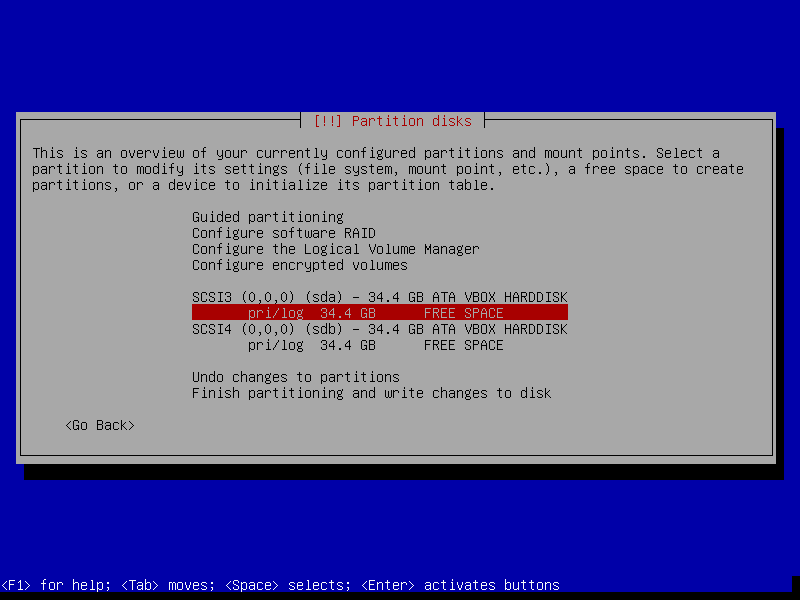 [!!] Partition disks
This is an overview of your currently configured partitions and mount points. Select a
partition to modify its settings (file system, mount point, etc.), a free space to create
partitions, or a device to initialize its partition table.
Guided partitioning
Configure software RAID
Configure the Logical Volume Manager
Configure encrypted volumes
SCSI3 (0,0,0) (sda) - 34.4 GB ATA VBOX HARDDISK
pri/log 34.4 GB FREE SPACE
SCSI4 (0,0,0) (sdb) - 34.4 GB ATA VBOX HARDDISK
pri/log 34.4 GB FREE SPACE
Undo changes to partitions
Finish partitioning and write changes to disk
<Go Back>
<F1> for help; <Tab> moves; <Space> selects; <Enter> activates buttons